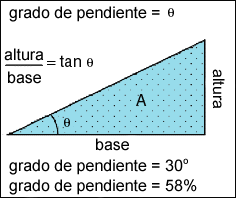 grado de pendiente = θ
altura
base
= tan θ
A
θ
altura
base
grado de pendiente = 30º
grado de pendiente = 58%